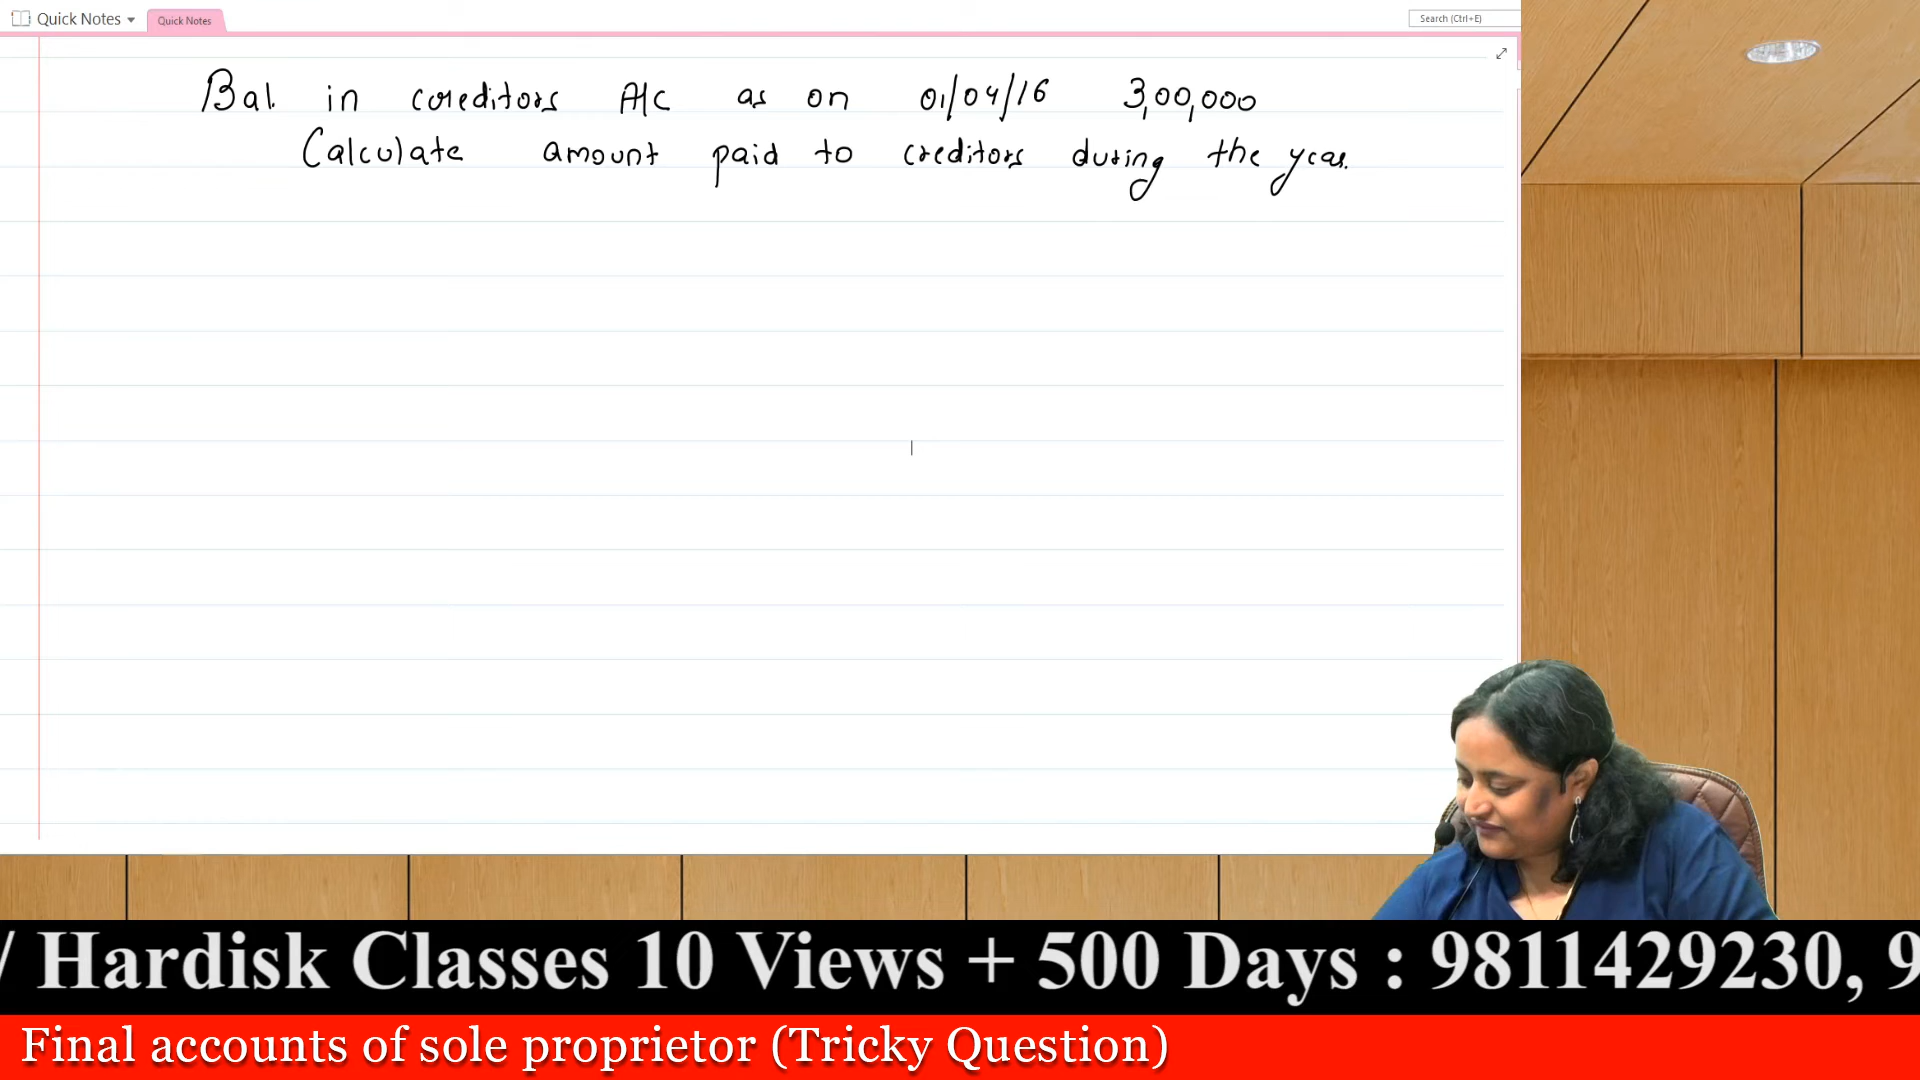 Quick Notes
Quick Notes
Search (Ctrl+E)
Bal. in creditors A/c as on 01/04/16 3,00,000
Calculate amount paid to creditors during the year.
/ Hardisk Classes 10 Views + 500 Days : 9811429230, 9
Final accounts of sole proprietor (Tricky Question)